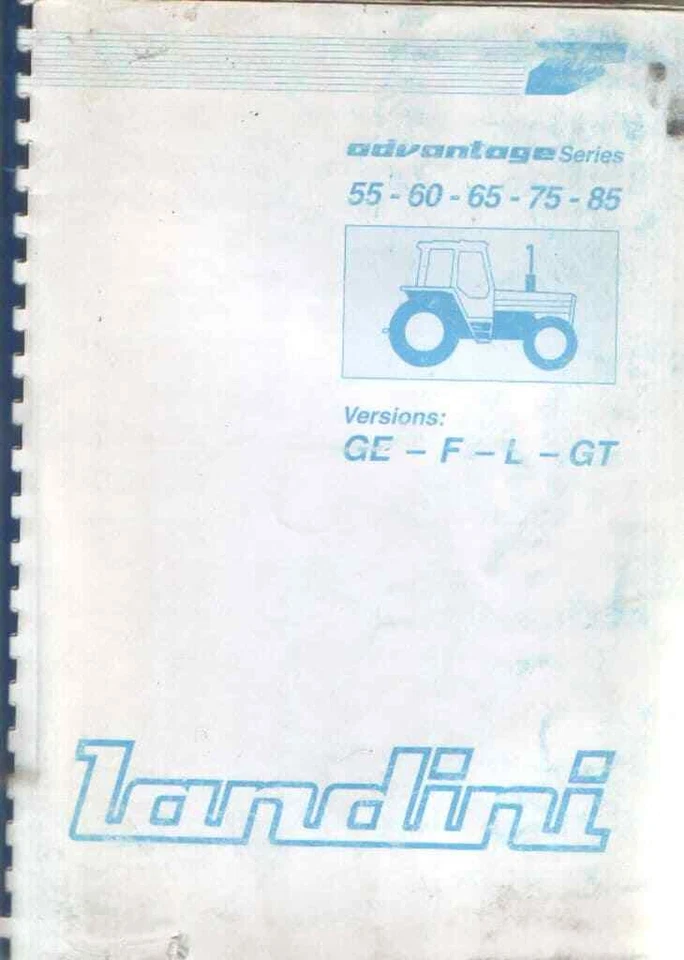 advantage Series
55 - 60 - 65 - 75 - 85
Versions:
GE – F – L – GT
landini